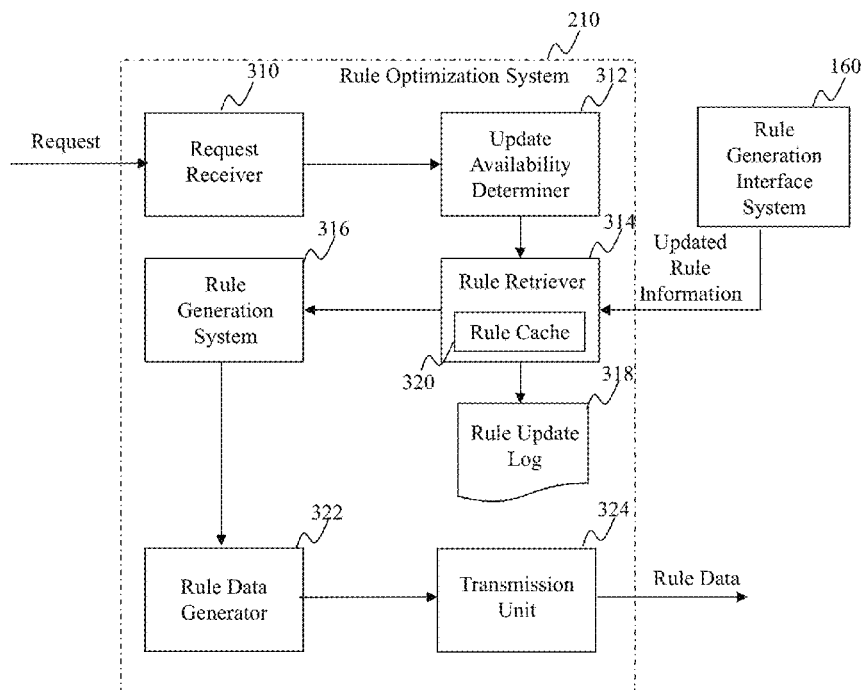 210
Rule Optimization System
310
312
160
Request
Request
Receiver
Update
Availability
Determiner
Rule
Generation
Interface
System
316
314
Updated
Rule
Information
Rule
Generation
System
Rule Retriever
Rule Cache
320
318
Rule Update
Log
322
324
Rule Data
Generator
Transmission
Unit
Rule Data